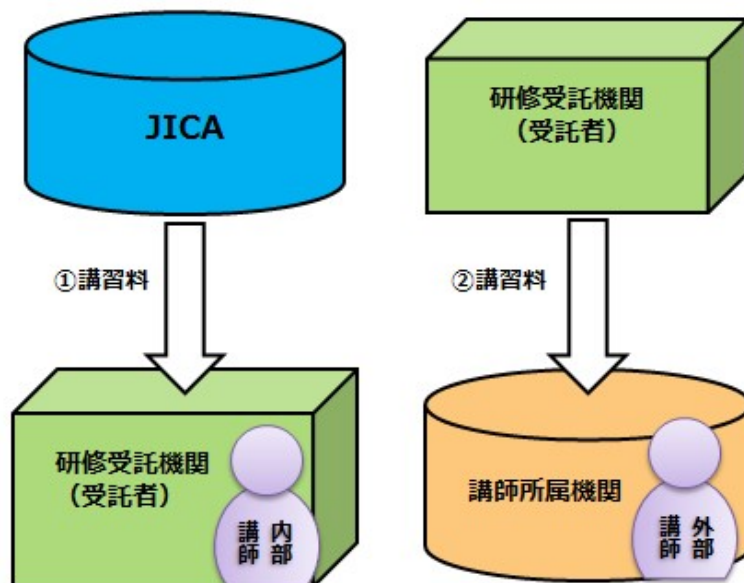 JICA
研修受託機関
（受託者）
①講習料
②講習料
研修受託機関
（受託者）
内部
講師
講師所属機関
外部
講師